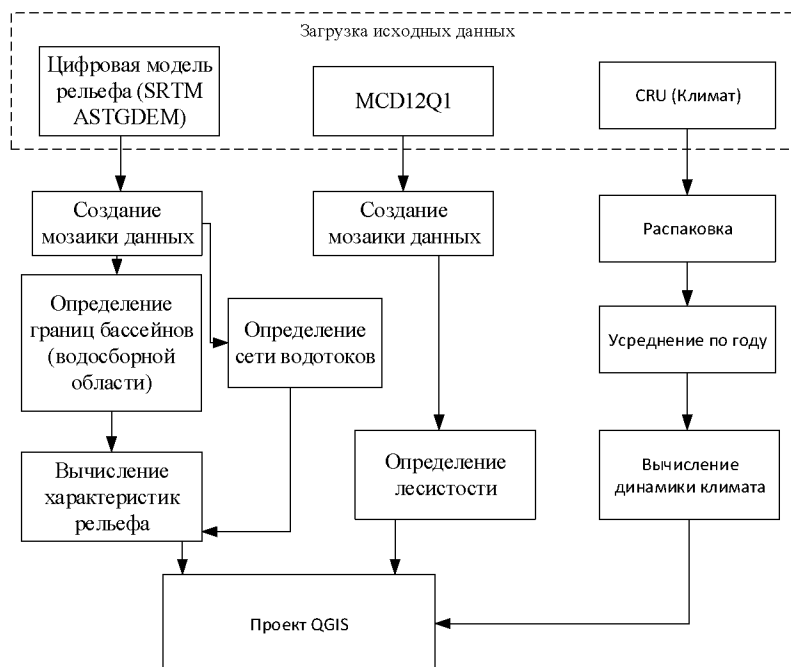 Загрузка исходных данных
Цифровая модель
рельефа (SRTM
ASTGDEM)
MCD12Q1
CRU (Климат)
Создание
мозаики данных
Создание
мозаики данных
Распаковка
Определение
границ бассейнов
(водосборной
области)
Определение
сети водотоков
Усреднение по году
Вычисление
характеристик
рельефа
Определение
лесистости
Вычисление
динамики климата
Проект QGIS